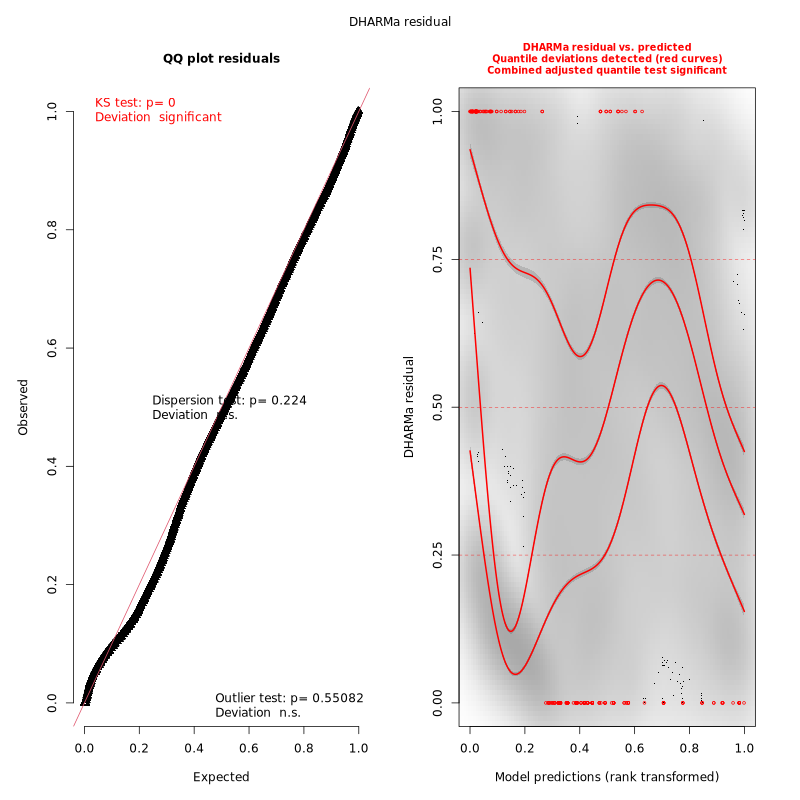 DHARMa residual
QQ plot residuals
KS test: p= 0
Deviation significant
Dispersion test: p= 0.224
Deviation n.s.
Outlier test: p= 0.55082
Deviation n.s.
Observed
0.0 0.2 0.4 0.6 0.8 1.0
0.0 0.2 0.4 0.6 0.8 1.0
Expected
DHARMa residual vs. predicted
Quantile deviations detected (red curves)
Combined adjusted quantile test significant
DHARMa residual
0.00 0.25 0.50 0.75 1.00
0.0 0.2 0.4 0.6 0.8 1.0
Model predictions (rank transformed)